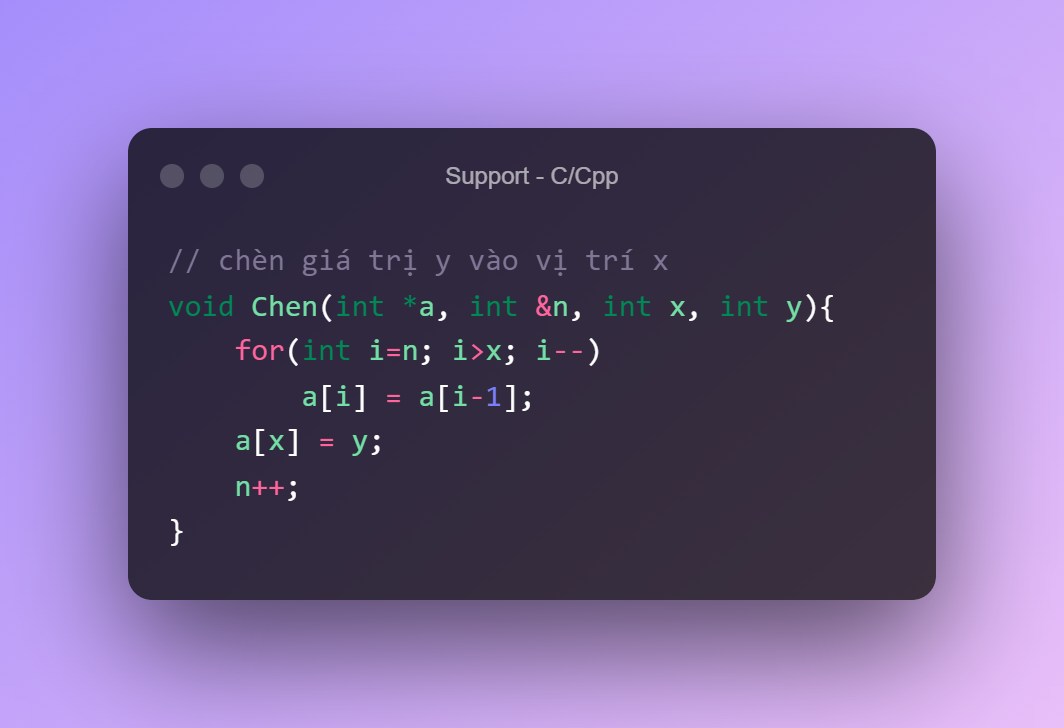 Support - C/Cpp
// chèn giá trị y vào vị trí x
void Chen(int *a, int &n, int x, int y){
    for(int i=n; i>x; i--)
        a[i] = a[i-1];
    a[x] = y;
    n++;
}